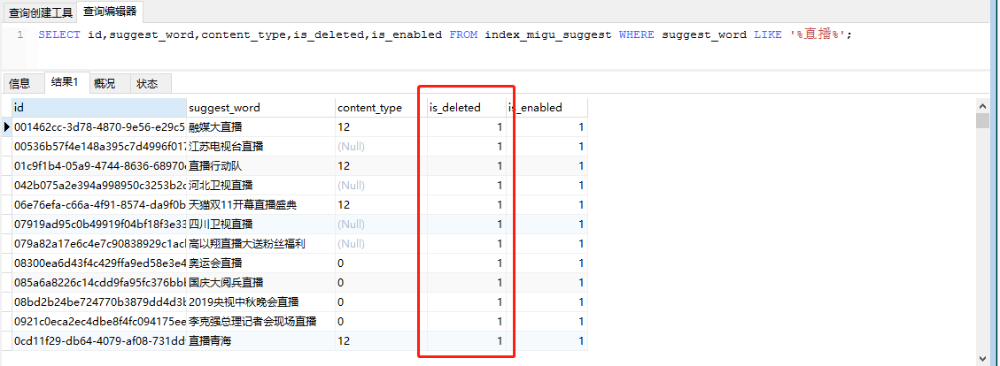 查询创建工具 查询编辑器
1 SELECT id,suggest_word,content_type,is_deleted,is_enabled FROM index_migu_suggest WHERE suggest_word LIKE '%直播%';
信息 结果1 概况 状态
id suggest_word content_type is_deleted is_enabled
001462cc-3d78-4870-9e56-e29c5 融媒大直播 12 1 1
00536b57f4e148a395c7d4996f017 江苏电视台直播 (Null) 1 1
01c9f1b4-05a9-4744-8636-68970 直播行动队 12 1 1
042b075a2e394a998950c3253b2c 河北卫视直播 (Null) 1 1
06e76efa-c66a-4f91-8574-da9f0b 天猫双11开幕直播盛典 12 1 1
07919ad95c0b49919f04bf18f3e33 四川卫视直播 (Null) 1 1
079a82a17e6c4e7c90838929c1acl 高以翔直播大送粉丝福利 (Null) 1 1
08300ea6d43f4c429ffa9ed58e3e4 奥运会直播 0 1 1
085a6a8226c14cdd9fa95fc376bbl 国庆大阅兵直播 0 1 1
08bd2b24be724770b3879dd4d3b 2019央视中秋晚会直播 0 1 1
0921c0eca2ec4dbe8f4fc094175ee 李克强总理记者会现场直播 0 1 1
0cd11f29-db64-4079-af08-731dd 直播青海 12 1 1